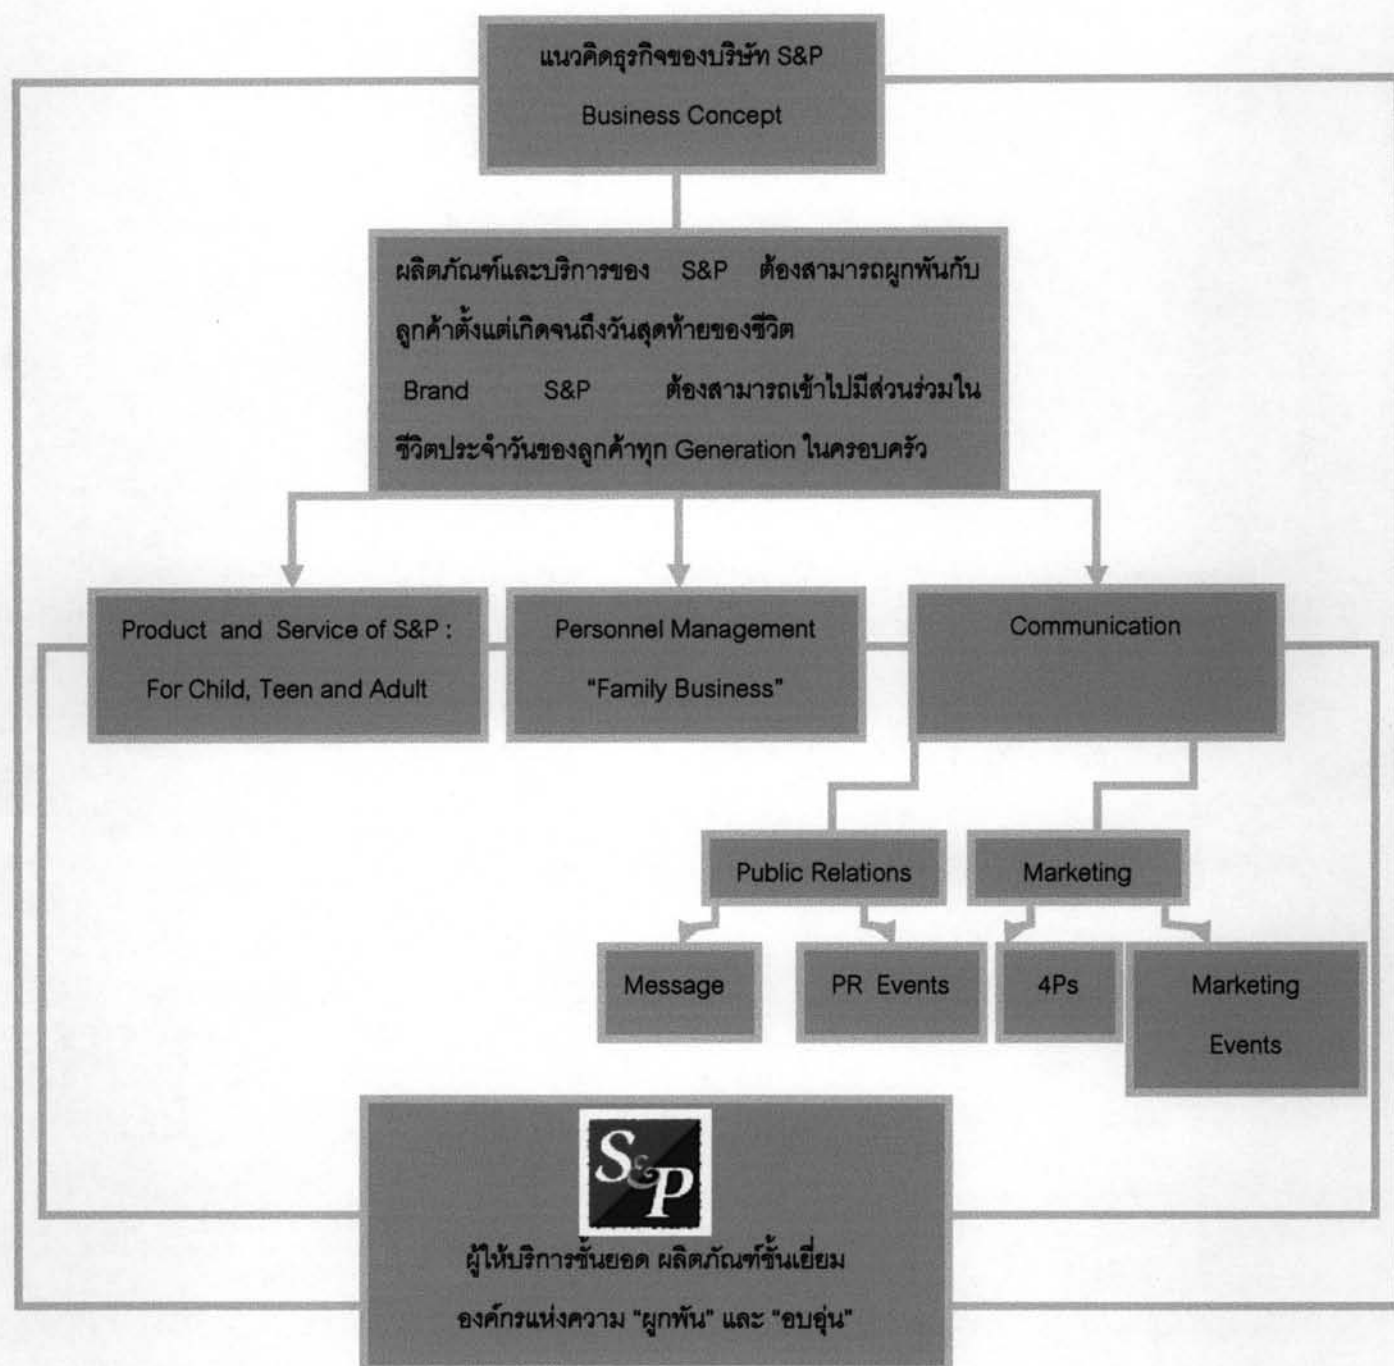 แนวคิดธุรกิจของบริษัท S&P
Business Concept
ผลิตภัณฑ์และบริการของ S&P ต้องสามารถผูกพันกับ
ลูกค้าตั้งแต่เกิดจนถึงวันสุดท้ายของชีวิต
Brand S&P ต้องสามารถเข้าไปมีส่วนร่วมใน
ชีวิตประจำวันของลูกค้าทุก Generation ในครอบครัว
Product and Service of S&P :
For Child, Teen and Adult
Personnel Management
"Family Business"
Communication
Public Relations
Marketing
Message
PR Events
4Ps
Marketing
Events
S&P
ผู้ให้บริการชั้นยอด ผลิตภัณฑ์ชั้นเยี่ยม
องค์กรแห่งความ "ผูกพัน" และ "อบอุ่น"